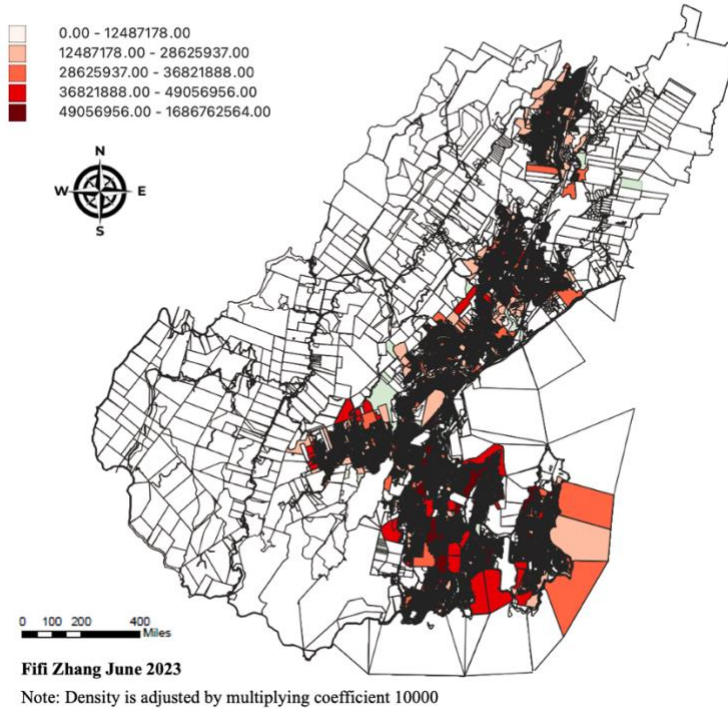 0.00 - 12487178.00
12487178.00 - 28625937.00
28625937.00 - 36821888.00
36821888.00 - 49056956.00
49056956.00 - 1686762564.00
N
W E
S
0 100 200 400
Miles
Fifi Zhang June 2023
Note: Density is adjusted by multiplying coefficient 10000